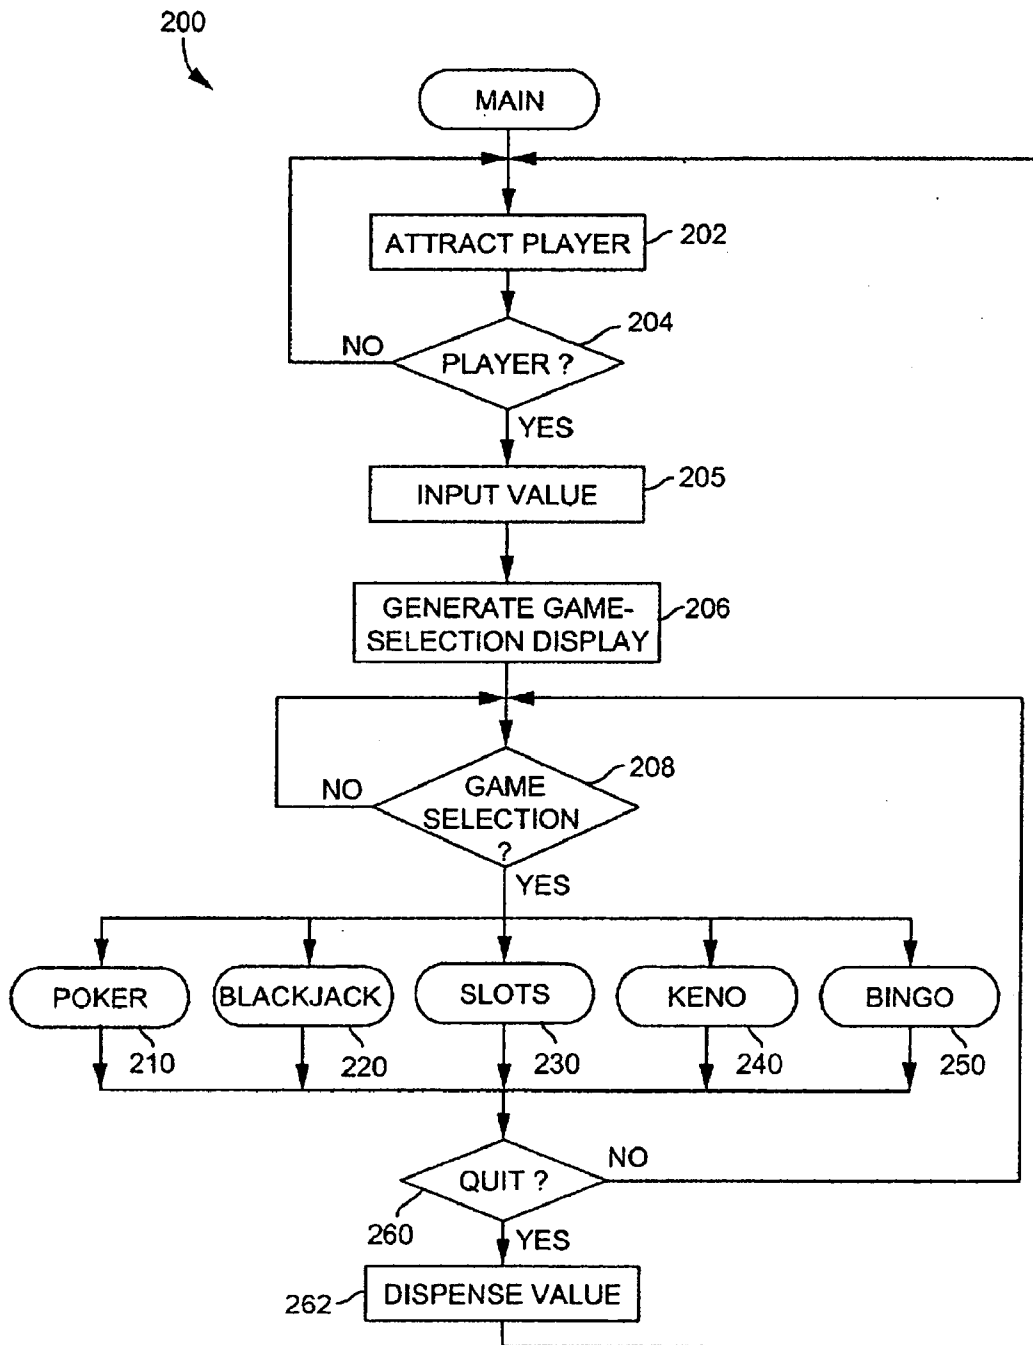 200
MAIN
ATTRACT PLAYER
202
204
NO
PLAYER ?
YES
INPUT VALUE
205
GENERATE GAME-
SELECTION DISPLAY
206
208
NO
GAME
SELECTION
?
YES
POKER
BLACKJACK
SLOTS
KENO
BINGO
210
220
230
240
250
QUIT ?
NO
260
YES
DISPENSE VALUE
262